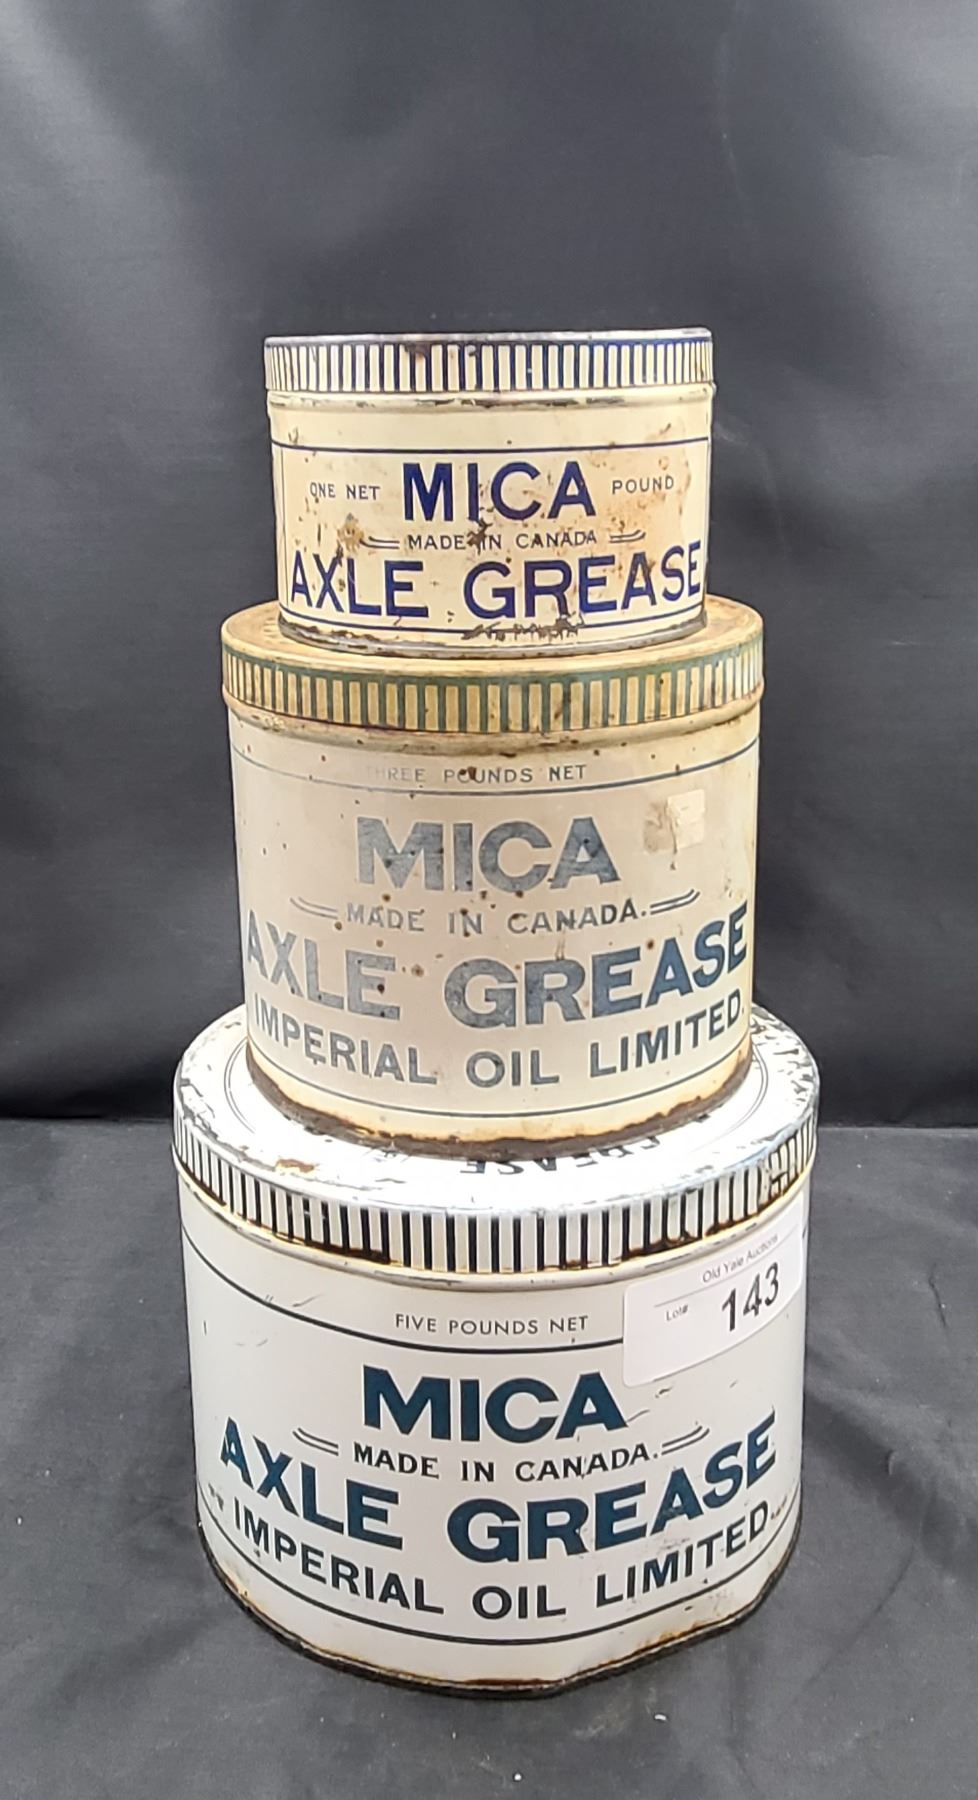 ONE NET MICA POUND
MADE IN CANADA
AXLE GREASE
THREE POUNDS NET
MICA
MADE IN CANADA.
AXLE GREASE
IMPERIAL OIL LIMITED.
GREASE
Old Yale Auctions
Lot# 143
FIVE POUNDS NET
MICA
MADE IN CANADA.
AXLE GREASE
IMPERIAL OIL LIMITED.